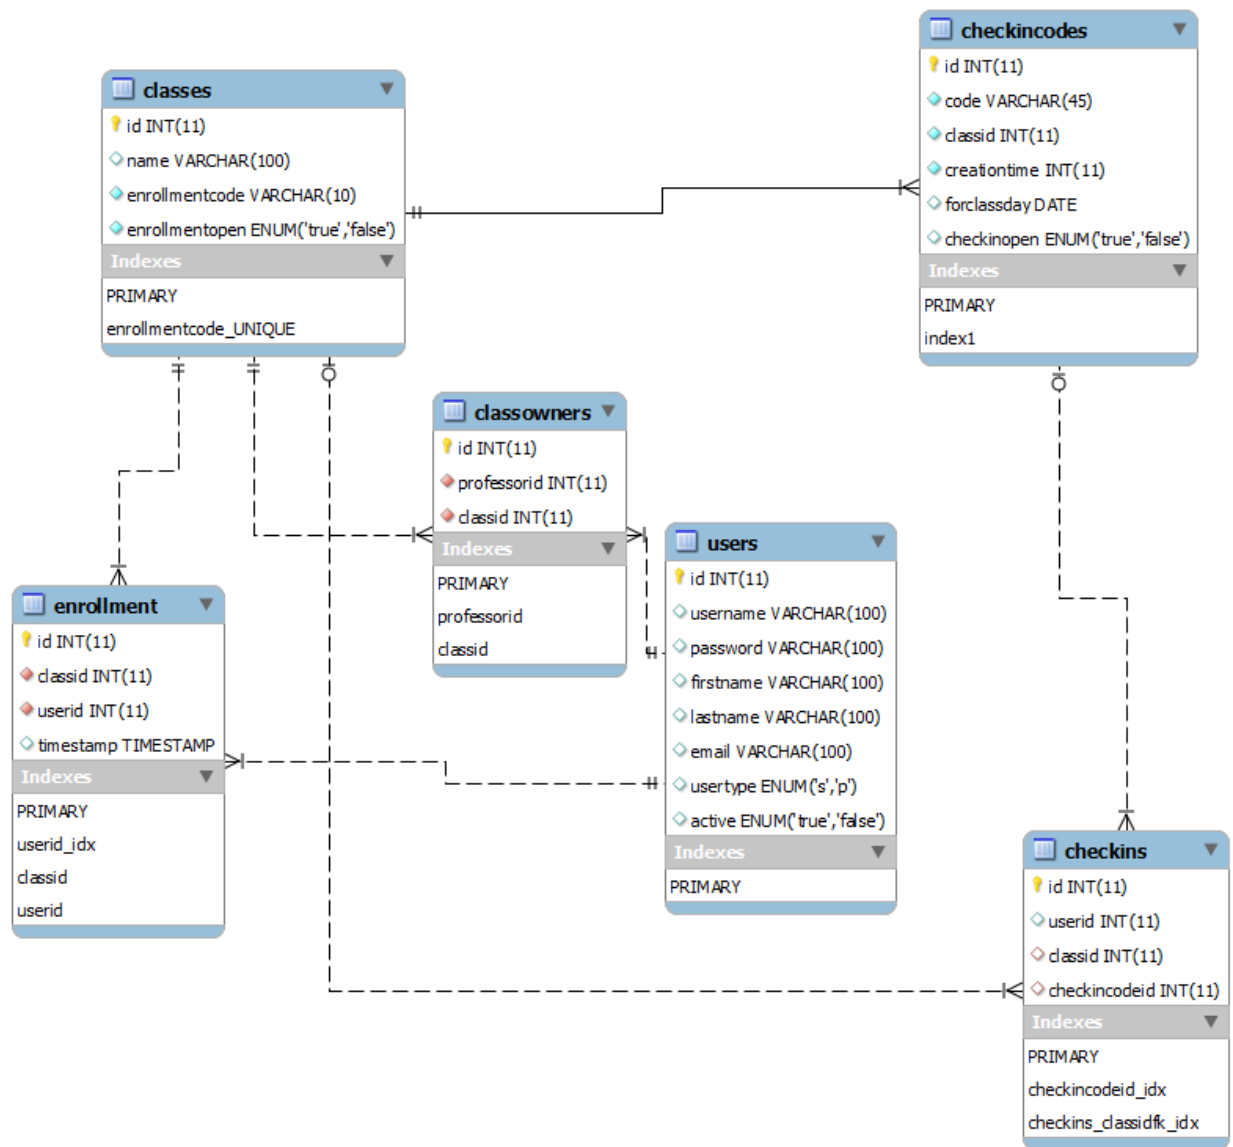 classes
id INT(11)
name VARCHAR(100)
enrollmentcode VARCHAR(10)
enrollmentopen ENUM('true','false')
Indexes
PRIMARY
enrollmentcode_UNIQUE
checkincodes
id INT(11)
code VARCHAR(45)
classid INT(11)
creationtime INT(11)
forclassday DATE
checkinopen ENUM('true','false')
Indexes
PRIMARY
index1
classowners
id INT(11)
professorid INT(11)
classid INT(11)
Indexes
PRIMARY
professorid
classid
users
id INT(11)
username VARCHAR(100)
password VARCHAR(100)
firstname VARCHAR(100)
lastname VARCHAR(100)
email VARCHAR(100)
usertype ENUM('s','p')
active ENUM('true','false')
Indexes
PRIMARY
enrollment
id INT(11)
classid INT(11)
userid INT(11)
timestamp TIMESTAMP
Indexes
PRIMARY
userid_idx
classid
userid
checkins
id INT(11)
userid INT(11)
classid INT(11)
checkincodeid INT(11)
Indexes
PRIMARY
checkincodeid_idx
checkins_classidfk_idx